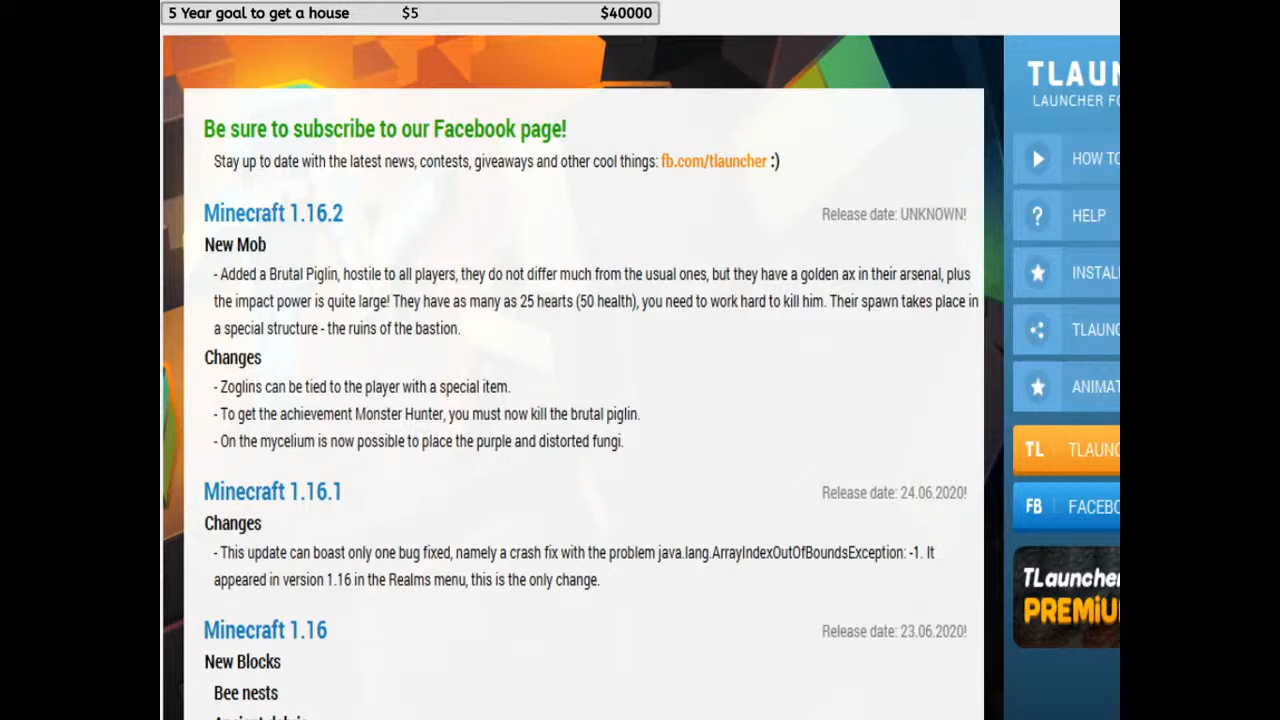 5 Year goal to get a house $5 $40000
TLAUN
LAUNCHER FO
Be sure to subscribe to our Facebook page!
Stay up to date with the latest news, contests, giveaways and other cool things: fb.com/tlauncher :)
Minecraft 1.16.2 Release date: UNKNOWN!
New Mob
- Added a Brutal Piglin, hostile to all players, they do not differ much from the usual ones, but they have a golden ax in their arsenal, plus
the impact power is quite large! They have as many as 25 hearts (50 health), you need to work hard to kill him. Their spawn takes place in
a special structure - the ruins of the bastion.
Changes
- Zoglins can be tied to the player with a special item.
- To get the achievement Monster Hunter, you must now kill the brutal piglin.
- On the mycelium is now possible to place the purple and distorted fungi.
Minecraft 1.16.1 Release date: 24.06.2020!
Changes
- This update can boast only one bug fixed, namely a crash fix with the problem java.lang.ArrayIndexOutOfBoundsException: -1. It
appeared in version 1.16 in the Realms menu, this is the only change.
Minecraft 1.16 Release date: 23.06.2020!
New Blocks
Bee nests
Ancient debris
HOW TO
? HELP
INSTAL
TLAUNC
ANIMAT
TL TLAUNC
FB FACEBO
TLauncher
PREMIU